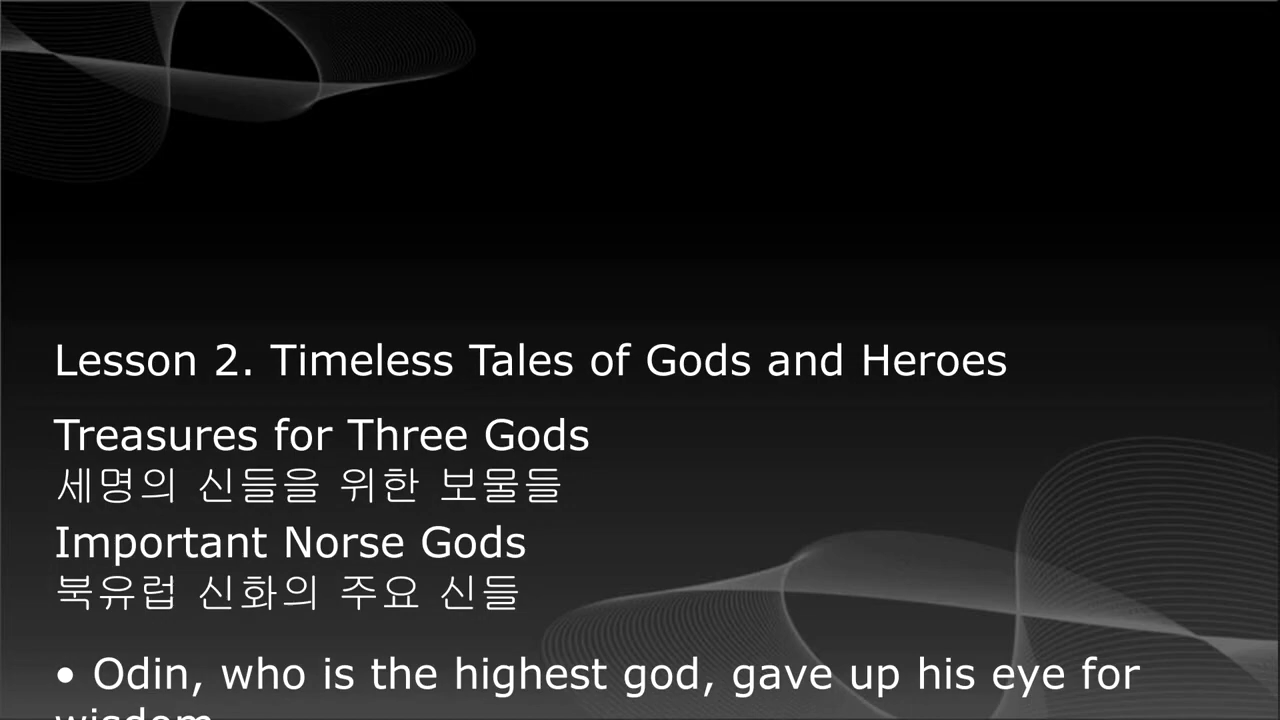 Lesson 2. Timeless Tales of Gods and Heroes
Treasures for Three Gods
세명의 신들을 위한 보물들
Important Norse Gods
북유럽 신화의 주요 신들
• Odin, who is the highest god, gave up his eye for
wisdom